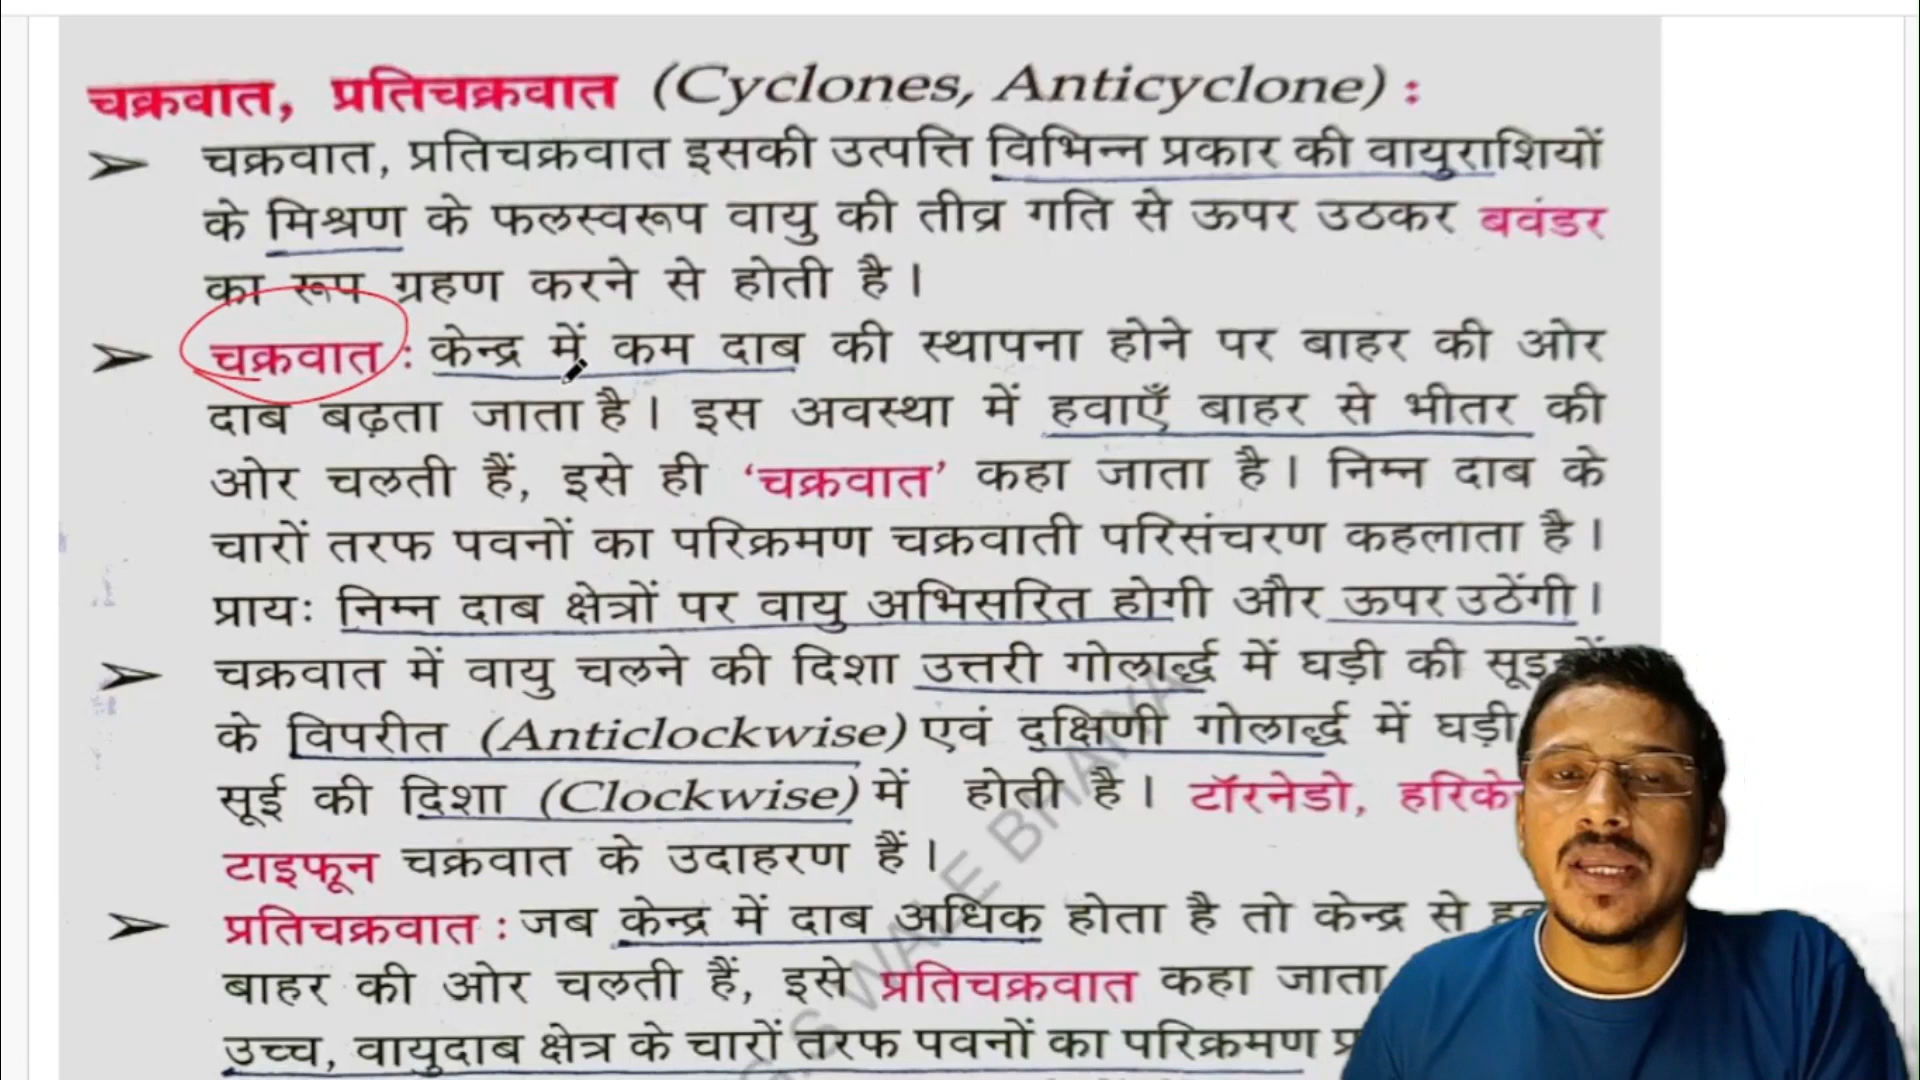 चक्रवात, प्रतिचक्रवात (Cyclones, Anticyclone) :
➢ चक्रवात, प्रतिचक्रवात इसकी उत्पत्ति विभिन्न प्रकार की वायुराशियों
के मिश्रण के फलस्वरूप वायु की तीव्र गति से ऊपर उठकर बवंडर
का रूप ग्रहण करने से होती है।
➢ चक्रवात : केन्द्र में कम दाब की स्थापना होने पर बाहर की ओर
दाब बढ़ता जाता है। इस अवस्था में हवाएँ बाहर से भीतर की
ओर चलती हैं, इसे ही ‘चक्रवात’ कहा जाता है। निम्न दाब के
चारों तरफ पवनों का परिक्रमण चक्रवाती परिसंचरण कहलाता है।
प्रायः निम्न दाब क्षेत्रों पर वायु अभिसरित होगी और ऊपर उठेंगी।
➢ चक्रवात में वायु चलने की दिशा उत्तरी गोलार्द्ध में घड़ी की
के विपरीत (Anticlockwise) एवं दक्षिणी गोलार्द्ध में घड़ी
सूई की दिशा (Clockwise) में होती है। टॉरनेडो,
टाइफून चक्रवात के उदाहरण हैं।
➢ प्रतिचक्रवात : जब केन्द्र में दाब अधिक होता है तो केन्द्र से
बाहर की ओर चलती हैं, इसे प्रतिचक्रवात कहा जाता
उच्च, वायुदाब क्षेत्र के चारों तरफ पवनों का परिक्रमण
WALE BHAIYA